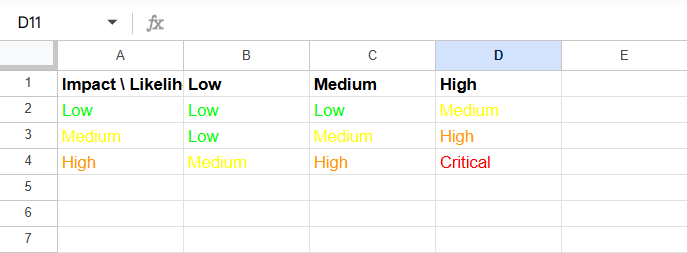 D11 fx
A B C D E
1 Impact \ Likelih Low Medium High
2 Low Low Low Medium
3 Medium Low Medium High
4 High Medium High Critical
5
6
7